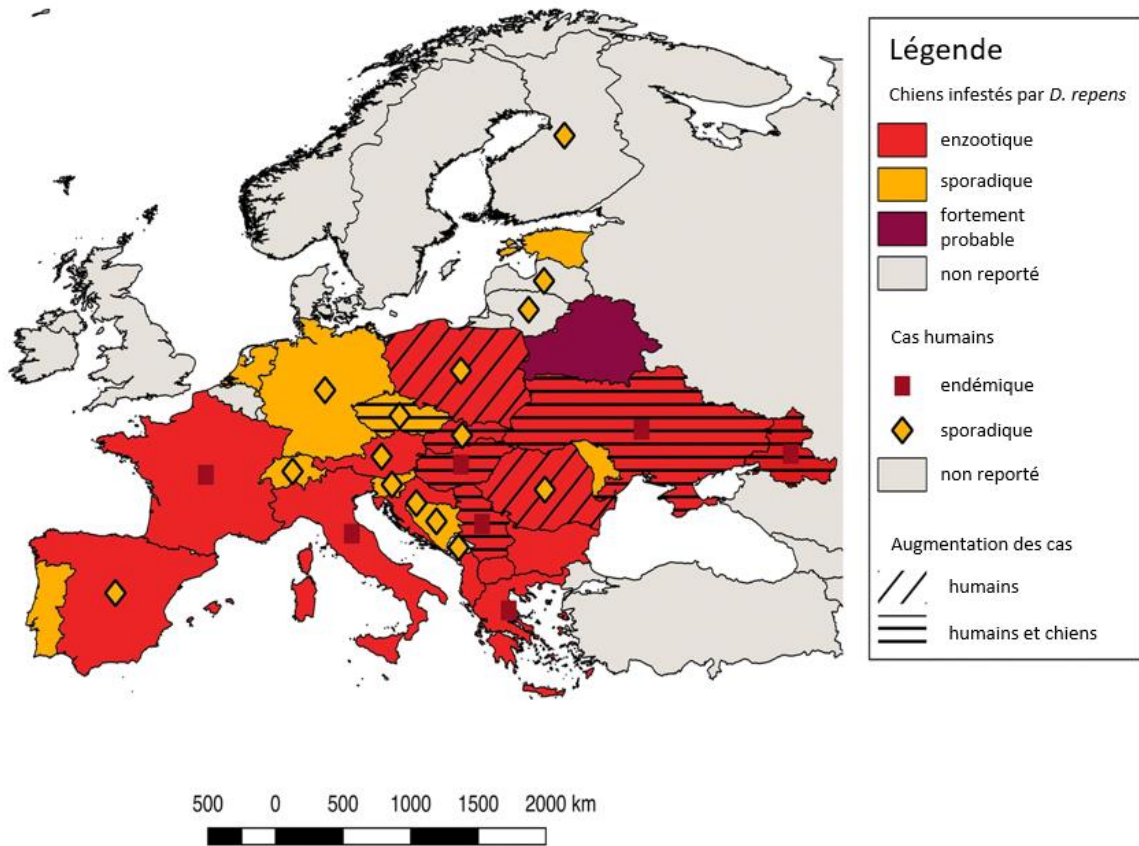 Légende
Chiens infestés par D. repens
enzootique
sporadique
fortement
probable
non reporté
Cas humains
endémique
sporadique
non reporté
Augmentation des cas
humains
humains et chiens
500 0 500 1000 1500 2000 km